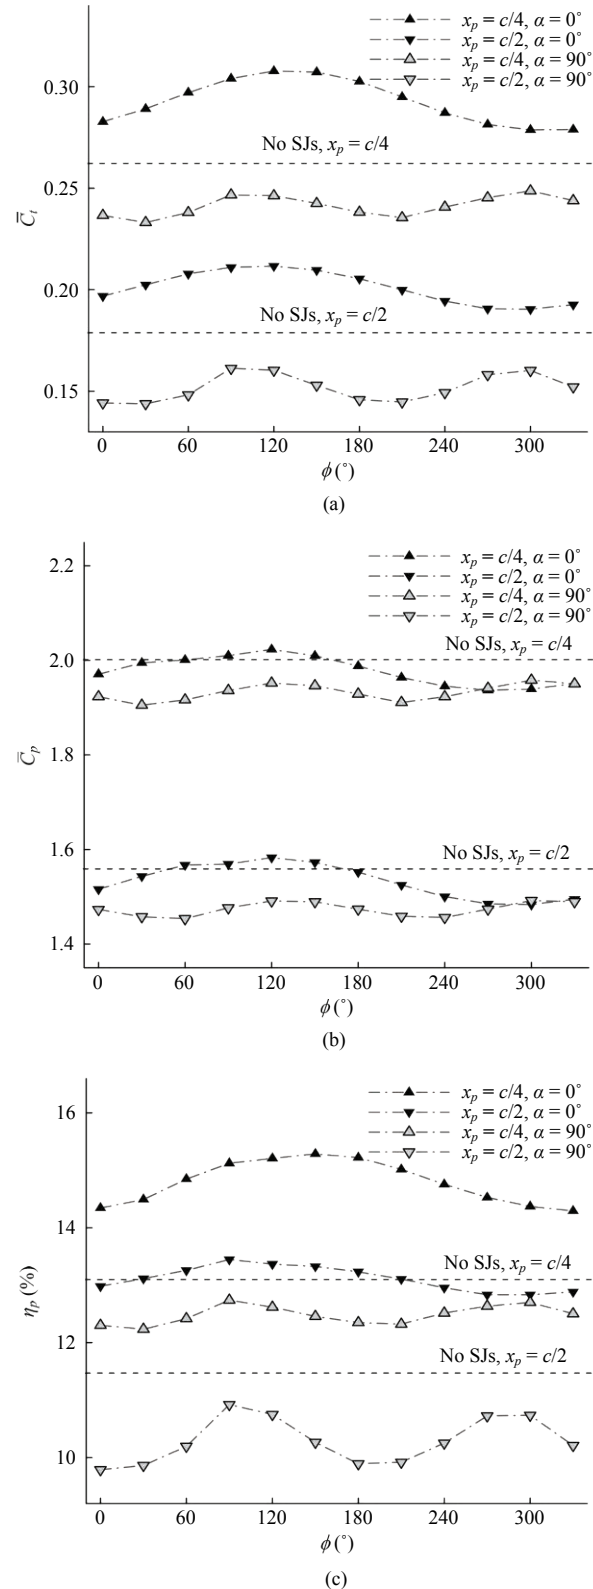 x_p = c/4, α = 0°
x_p = c/2, α = 0°
x_p = c/4, α = 90°
x_p = c/2, α = 90°
0.30
No SJs, x_p = c/4
0.25
C̅_t
0.20
No SJs, x_p = c/2
0.15
0 60 120 180 240 300
ϕ (°)
(a)
x_p = c/4, α = 0°
x_p = c/2, α = 0°
x_p = c/4, α = 90°
x_p = c/2, α = 90°
2.2
No SJs, x_p = c/4
2.0
1.8
C̅_p
1.6
No SJs, x_p = c/2
1.4
0 60 120 180 240 300
ϕ (°)
(b)
x_p = c/4, α = 0°
x_p = c/2, α = 0°
x_p = c/4, α = 90°
x_p = c/2, α = 90°
16
14
No SJs, x_p = c/4
η_p (%)
12
No SJs, x_p = c/2
10
0 60 120 180 240 300
ϕ (°)
(c)